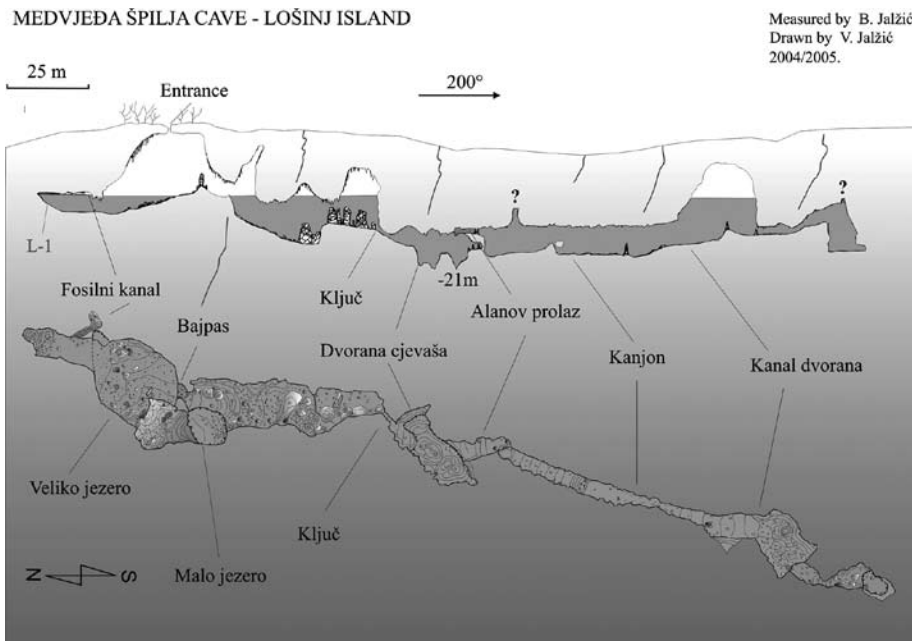 MEDVJEĐA ŠPILJA CAVE - LOŠINJ ISLAND
Measured by B. Jalžić
Drawn by V. Jalžić
2004/2005.
25 m
Entrance
200°
?
?
L-1
Fosilni kanal
Bajpas
Ključ
-21m
Dvorana cjevaša
Alanov prolaz
Kanjon
Kanal dvorana
Veliko jezero
Malo jezero
Ključ
N S